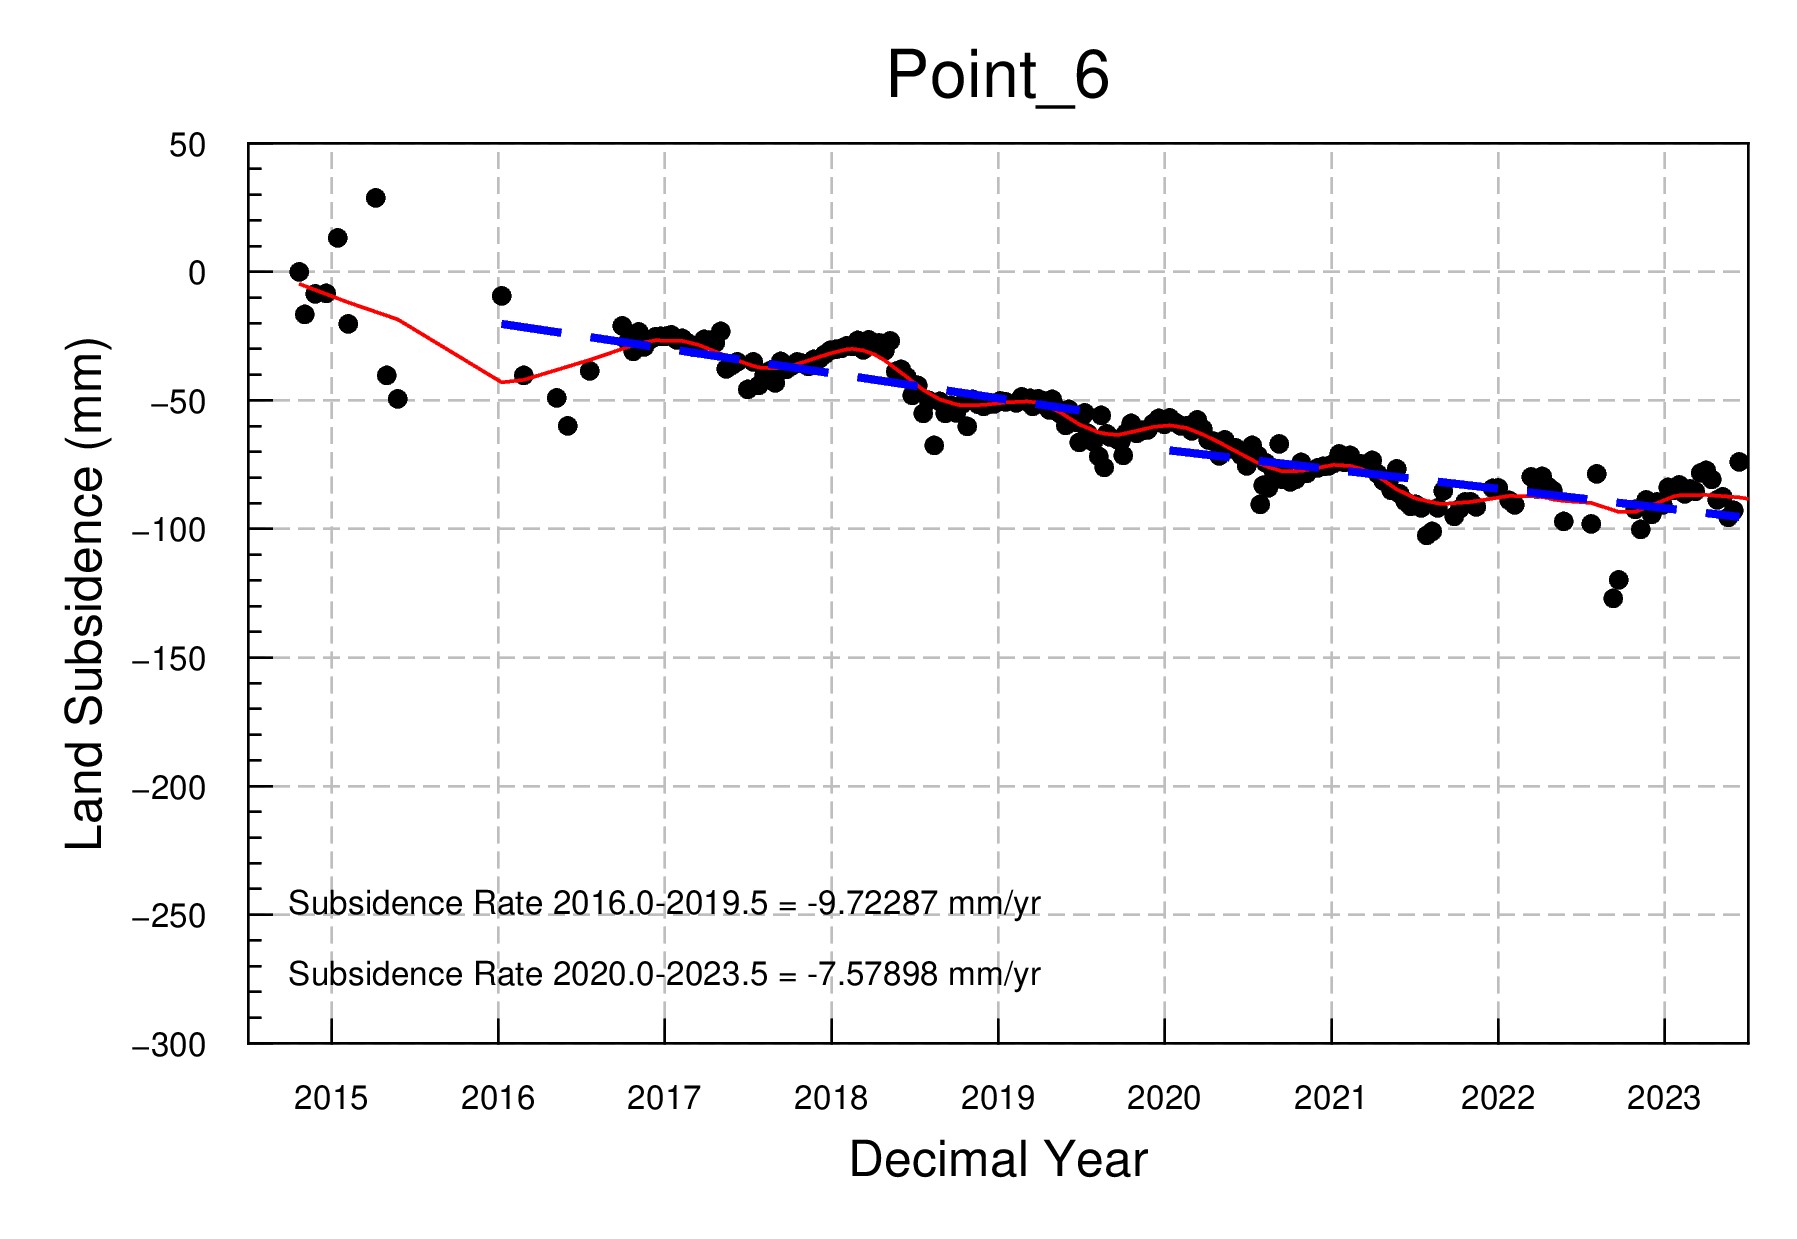 Point_6
50
0
−50
−100
−150
−200
−250
−300
Land Subsidence (mm)
Subsidence Rate 2016.0-2019.5 = -9.72287 mm/yr
Subsidence Rate 2020.0-2023.5 = -7.57898 mm/yr
2015 2016 2017 2018 2019 2020 2021 2022 2023
Decimal Year